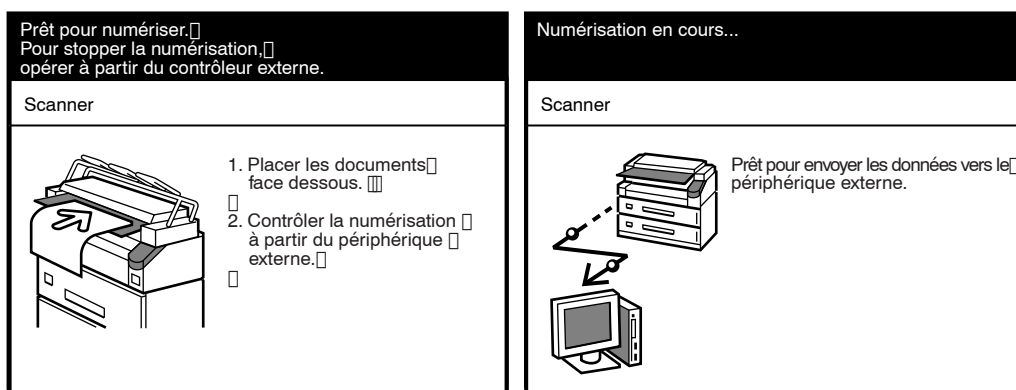 Prêt pour numériser.
Pour stopper la numérisation,
opérer à partir du contrôleur externe.
Scanner
1. Placer les documents
face dessous.
2. Contrôler la numérisation
à partir du périphérique
externe.
Numérisation en cours...
Scanner
Prêt pour envoyer les données vers le
périphérique externe.